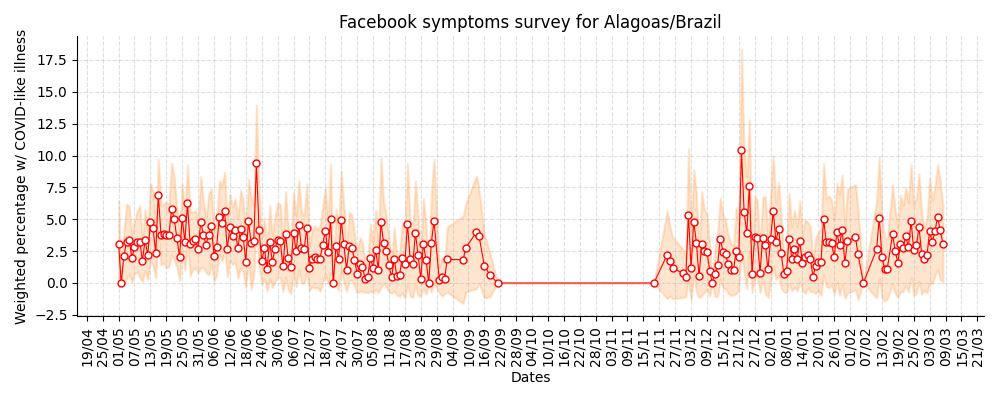 Facebook symptoms survey for Alagoas/Brazil
Weighted percentage w/ COVID-like illness
17.5
15.0
12.5
10.0
7.5
5.0
2.5
0.0
−2.5
19/04 25/04 01/05 07/05 13/05 19/05 25/05 31/05 06/06 12/06 18/06 24/06 30/06 06/07 12/07 18/07 24/07 30/07 05/08 11/08 17/08 23/08 29/08 04/09 10/09 16/09 22/09 28/09 04/10 10/10 16/10 22/10 28/10 03/11 09/11 15/11 21/11 27/11 03/12 09/12 15/12 21/12 27/12 02/01 08/01 14/01 20/01 26/01 01/02 07/02 13/02 19/02 25/02 03/03 09/03 15/03 21/03
Dates